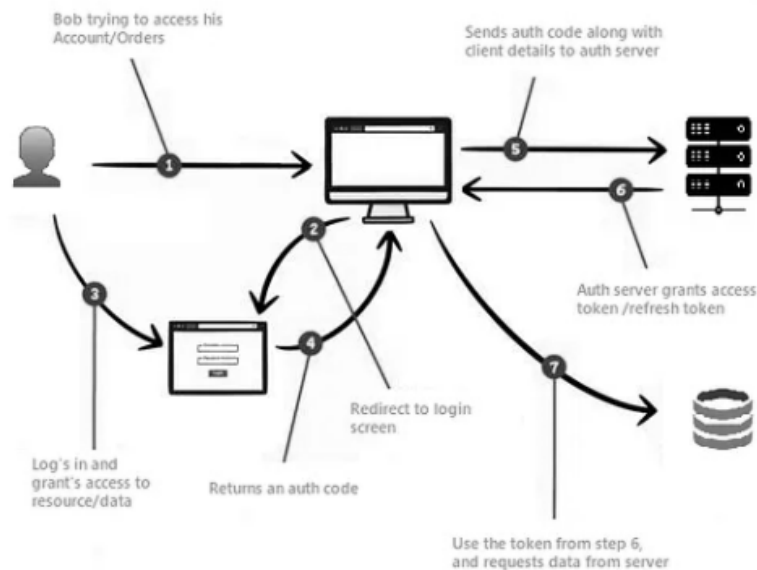 Bob trying to access his
Account/Orders
Sends auth code along with
client details to auth server
1
5
6
2
3
4
Auth server grants access
token /refresh token
7
Redirect to login
screen
Log's in and
grant's access to
resource/data
Returns an auth code
Use the token from step 6,
and requests data from server